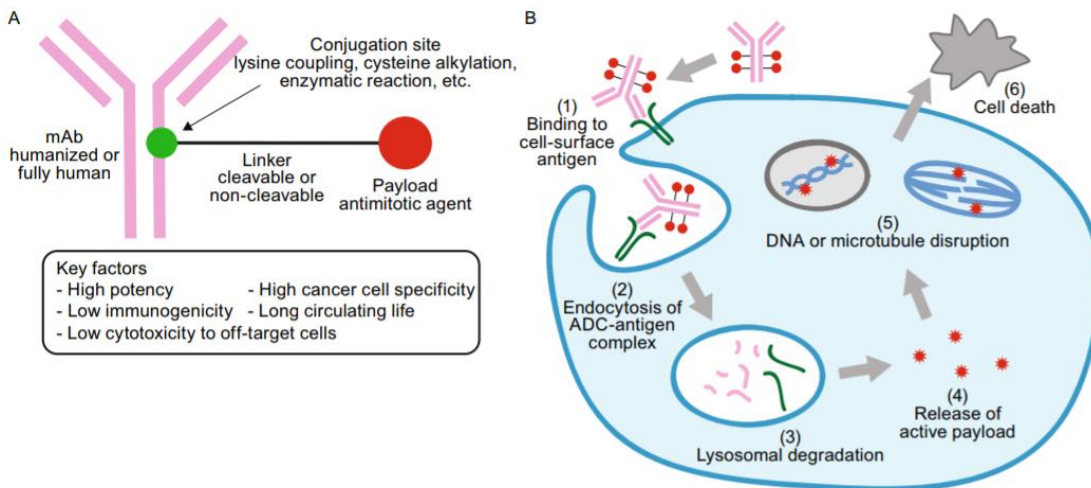 A
Conjugation site
lysine coupling, cysteine alkylation,
enzymatic reaction, etc.
mAb
humanized or
fully human
Linker
cleavable or
non-cleavable
Payload
antimitotic agent
Key factors
- High potency - High cancer cell specificity
- Low immunogenicity - Long circulating life
- Low cytotoxicity to off-target cells
B
(1)
Binding to
cell-surface
antigen
(2)
Endocytosis of
ADC-antigen
complex
(3)
Lysosomal degradation
(4)
Release of
active payload
(5)
DNA or microtubule disruption
(6)
Cell death